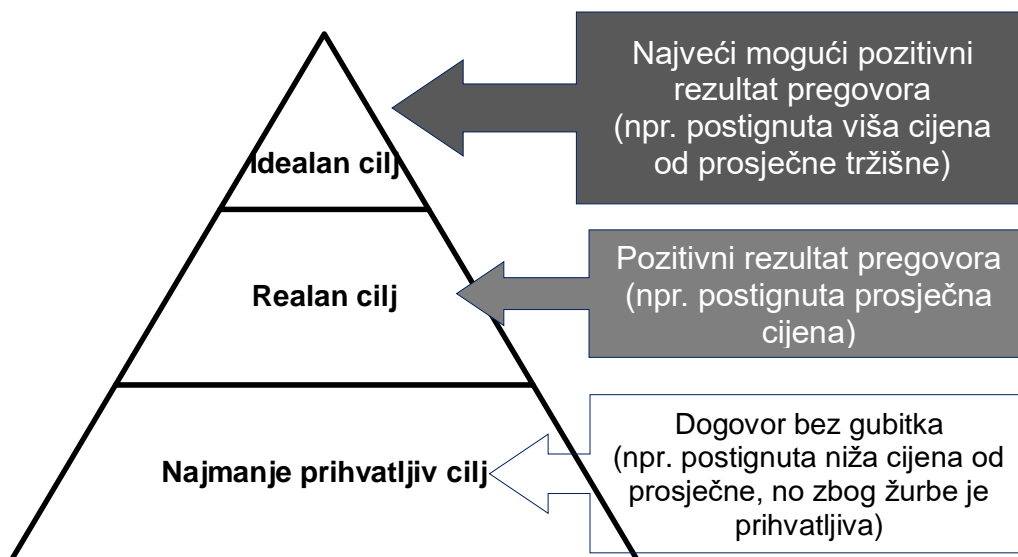 Najveći mogući pozitivni
rezultat pregovora
(npr. postignuta viša cijena
od prosječne tržišne)
Idealan cilj
Pozitivni rezultat pregovora
(npr. postignuta prosječna
cijena)
Realan cilj
Dogovor bez gubitka
(npr. postignuta niža cijena od
prosječne, no zbog žurbe je
prihvatljiva)
Najmanje prihvatljiv cilj